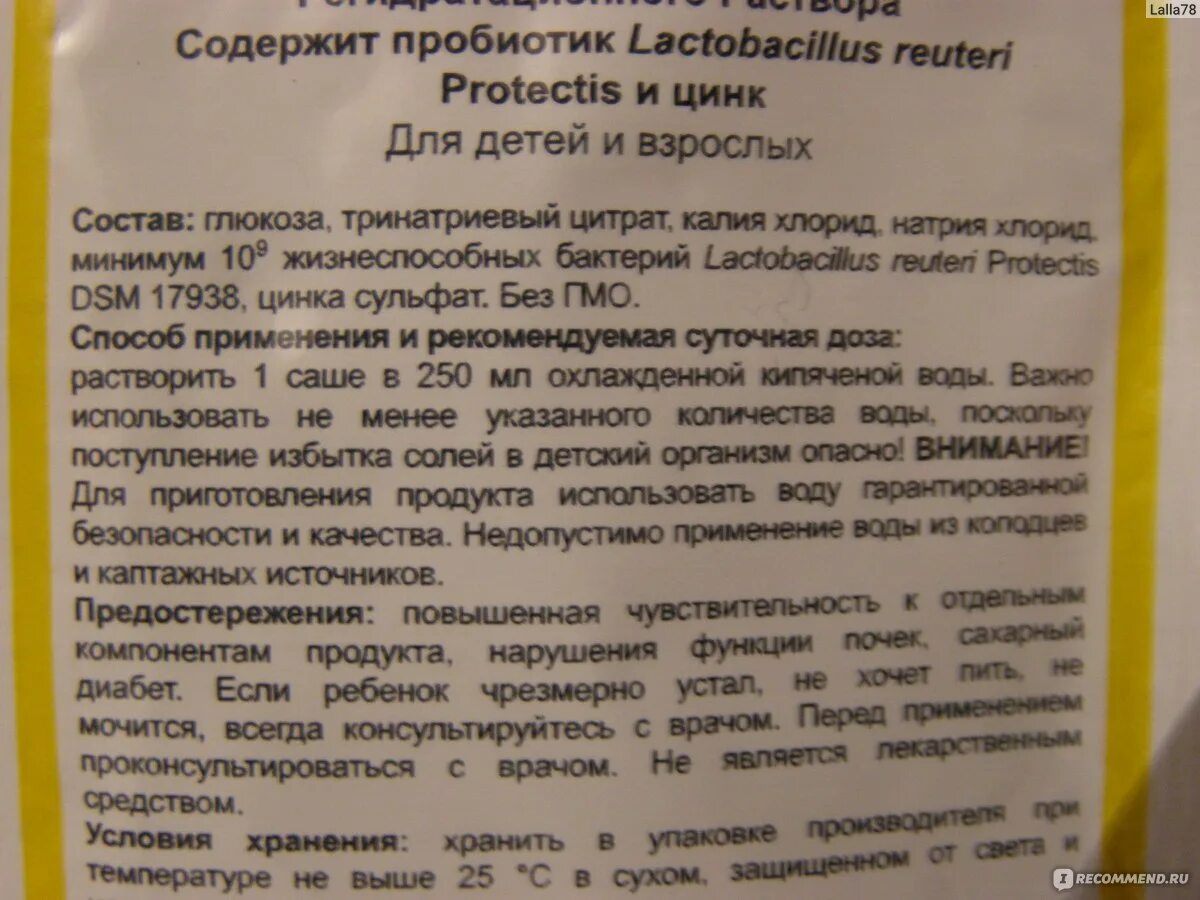 Lalla78
Регидратационного Раствора
Содержит пробиотик Lactobacillus reuteri
Protectis и цинк
Для детей и взрослых
Состав: глюкоза, тринатриевый цитрат, калия хлорид, натрия хлорид,
минимум 10⁹ жизнеспособных бактерий Lactobacillus reuteri Protectis
DSM 17938, цинка сульфат. Без ГМО.
Способ применения и рекомендуемая суточная доза:
растворить 1 саше в 250 мл охлажденной кипяченой воды. Важно
использовать не менее указанного количества воды, поскольку
поступление избытка солей в детский организм опасно! ВНИМАНИЕ!
Для приготовления продукта использовать воду гарантированной
безопасности и качества. Недопустимо применение воды из колодцев
и каптажных источников.
Предостережения: повышенная чувствительность к отдельным
компонентам продукта, нарушения функции почек, сахарный
диабет. Если ребенок чрезмерно устал, не хочет пить, не
мочится, всегда консультируйтесь с врачом. Перед применением
проконсультироваться с врачом. Не является лекарственным
средством.
Условия хранения: хранить в упаковке производителя при
температуре не выше 25 °C в сухом, защищенном от света и
IRECOMMEND.RU